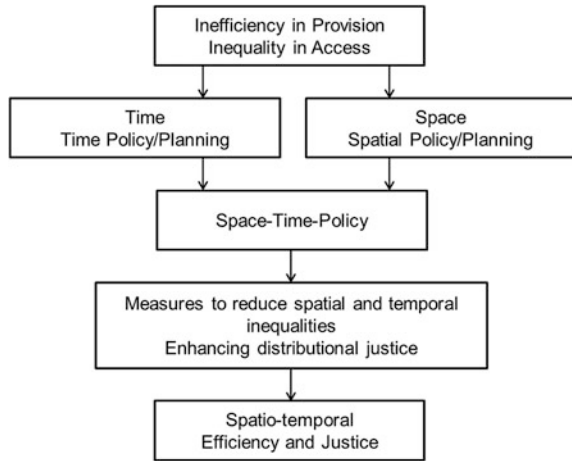 Inefficiency in Provision
Inequality in Access
Time
Time Policy/Planning
Space
Spatial Policy/Planning
Space-Time-Policy
Measures to reduce spatial and temporal
inequalities
Enhancing distributional justice
Spatio-temporal
Efficiency and Justice